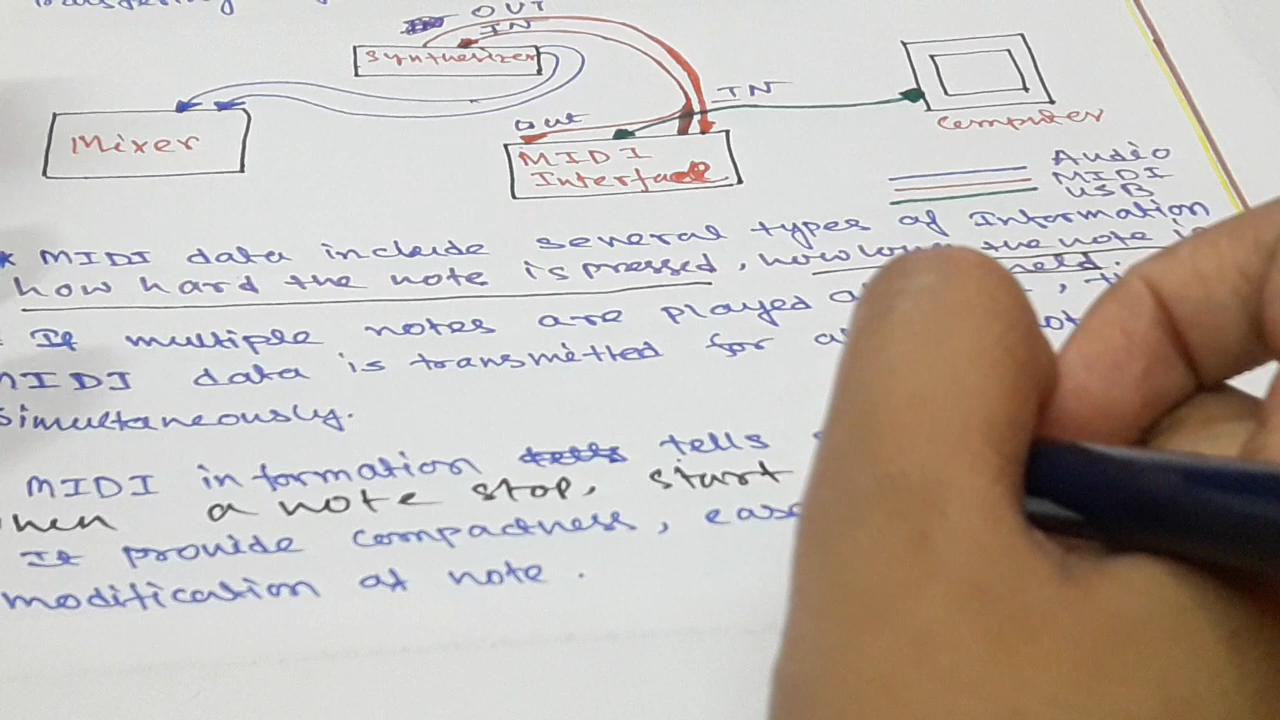 OUT
IN
Synthesizer
IN
out
Mixer
MIDI
Interface
Computer
Audio
MIDI
USB
* MIDI data include several types of Information
how hard the note is pressed, how long the note is
held.
If multiple notes are played
MIDI data is transmitted for
simultaneously.
MIDI information tells
a note stop, start
It provide compactness,
modification of note.